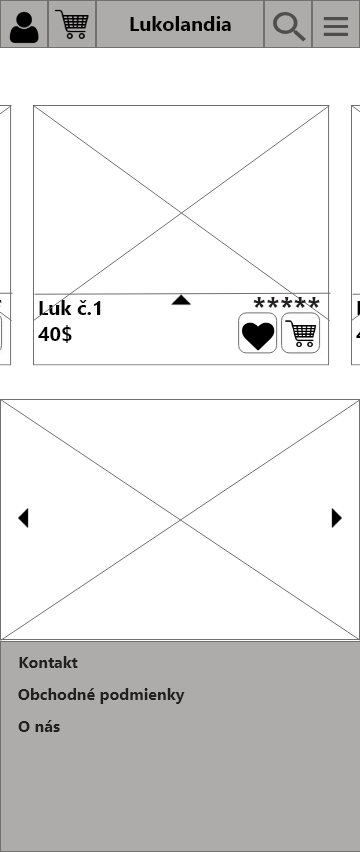 Lukolandia
Luk č.1
*****
40$
Kontakt
Obchodné podmienky
O nás